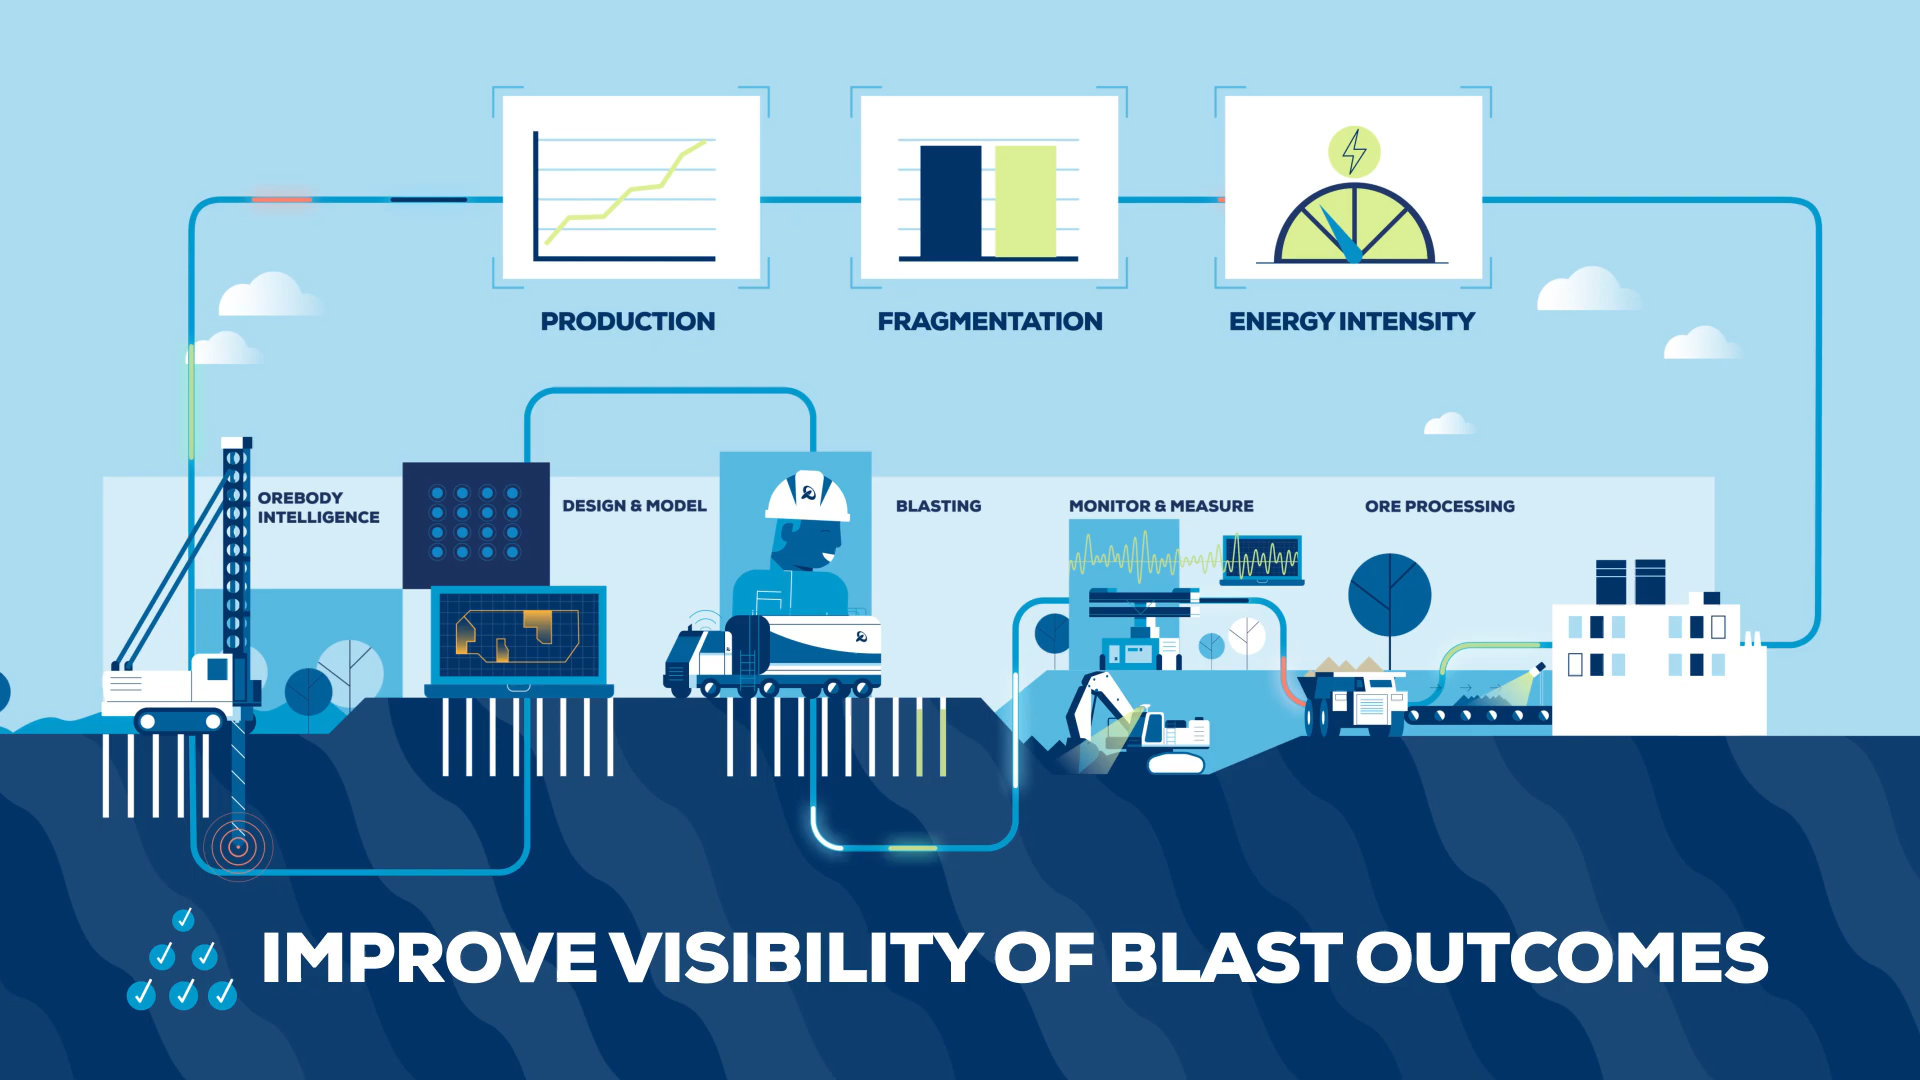 PRODUCTION
FRAGMENTATION
ENERGY INTENSITY
OREBODY
INTELLIGENCE
DESIGN & MODEL
BLASTING
MONITOR & MEASURE
ORE PROCESSING
IMPROVE VISIBILITY OF BLAST OUTCOMES